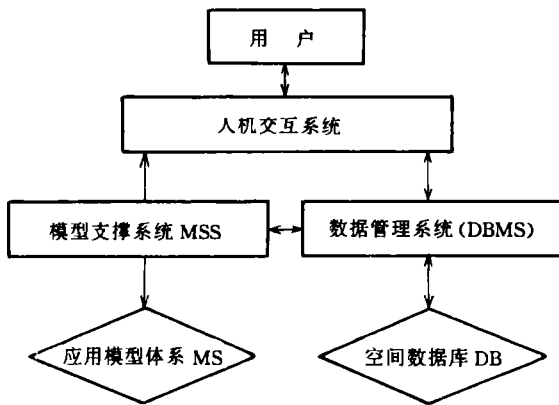 用 户
人机交互系统
模型支撑系统 MSS
数据管理系统(DBMS)
应用模型体系 MS
空间数据库 DB